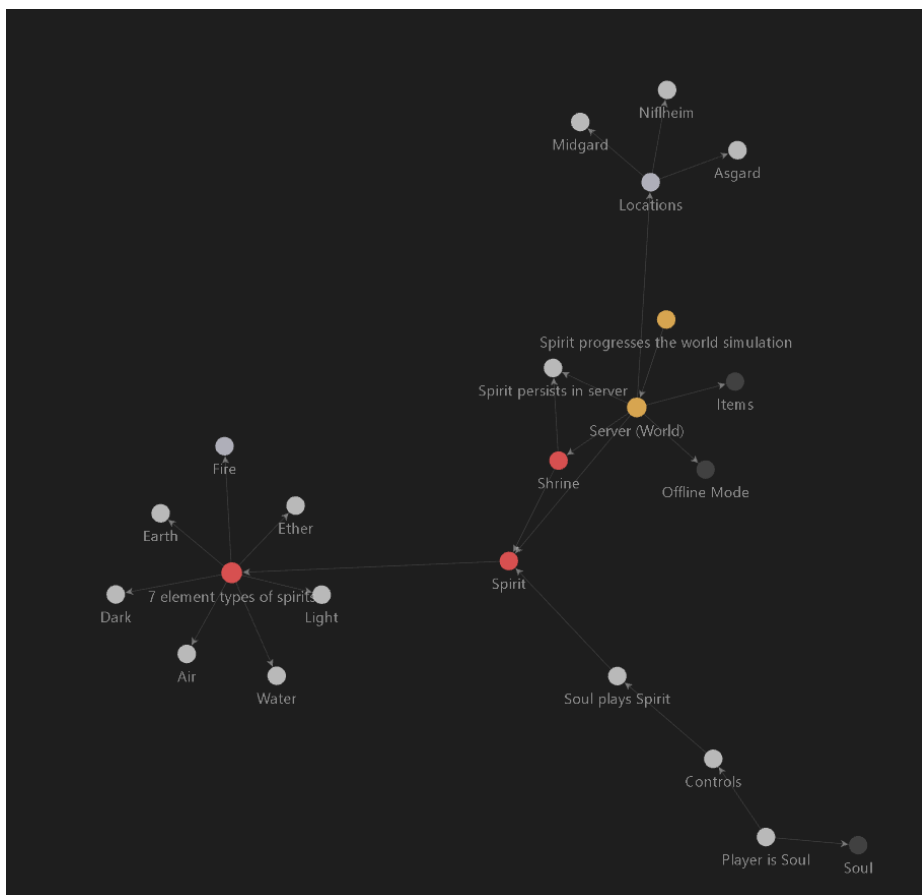 Niflheim
Midgard
Asgard
Locations
Spirit progresses the world simulation
Spirit persists in server
Items
Server (World)
Fire
Shrine
Offline Mode
Ether
Earth
Spirit
7 element types of spirits
Dark
Light
Air
Water
Soul plays Spirit
Controls
Player is Soul
Soul